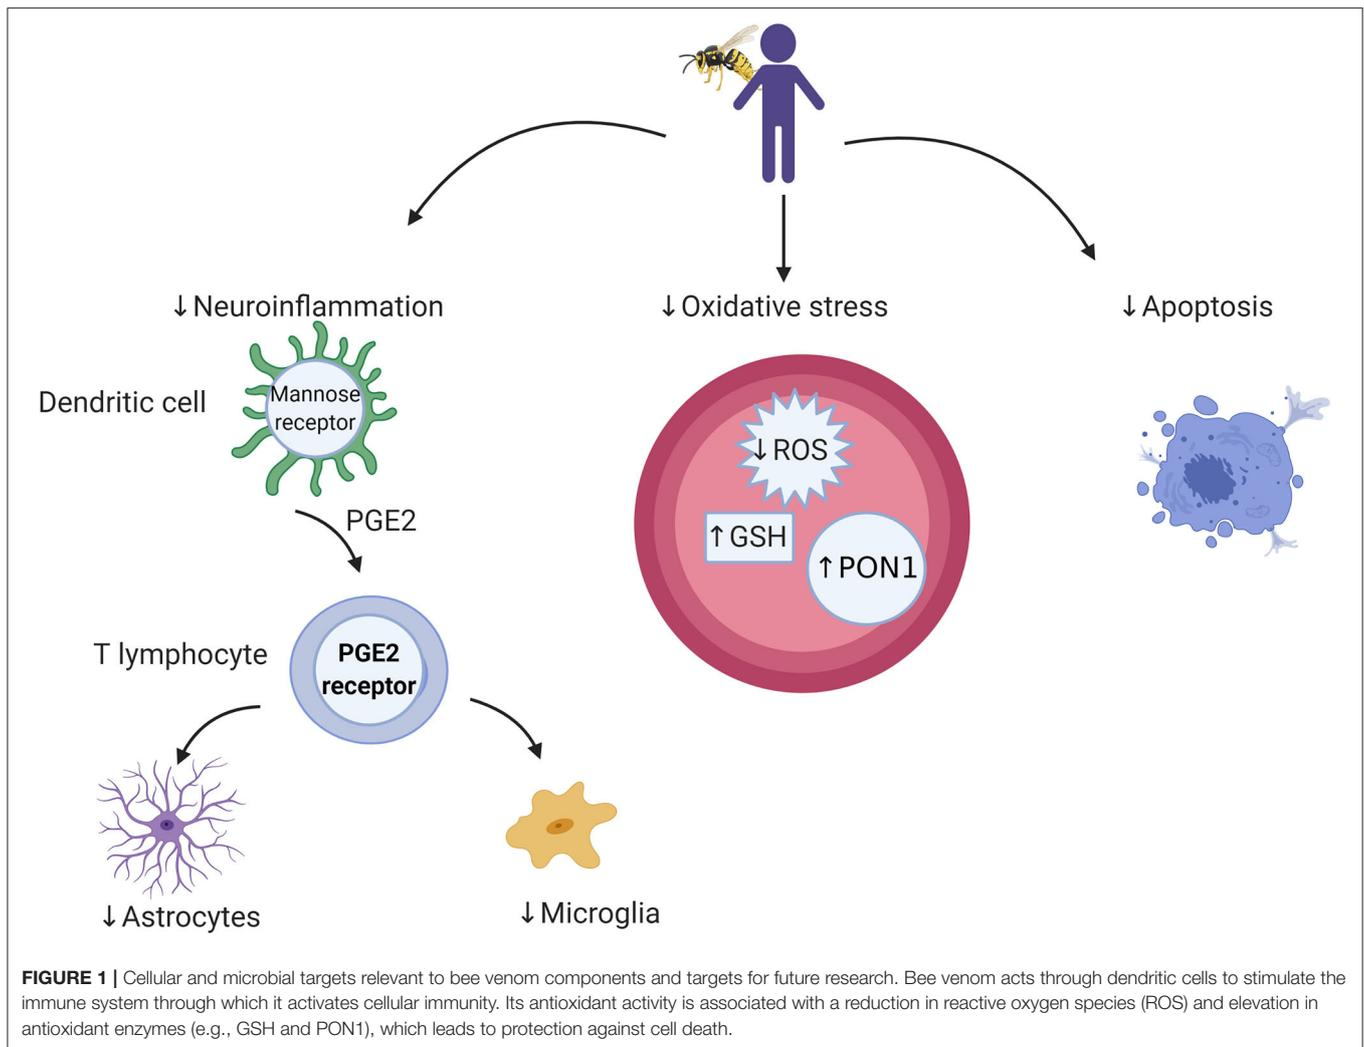 ↓Neuroinflammation
↓Oxidative stress
↓Apoptosis
Dendritic cell
Mannose
receptor
↓ROS
↑GSH
↑PON1
PGE2
T lymphocyte
PGE2
receptor
↓Astrocytes
↓Microglia
FIGURE 1 | Cellular and microbial targets relevant to bee venom components and targets for future research. Bee venom acts through dendritic cells to stimulate the
immune system through which it activates cellular immunity. Its antioxidant activity is associated with a reduction in reactive oxygen species (ROS) and elevation in
antioxidant enzymes (e.g., GSH and PON1), which leads to protection against cell death.